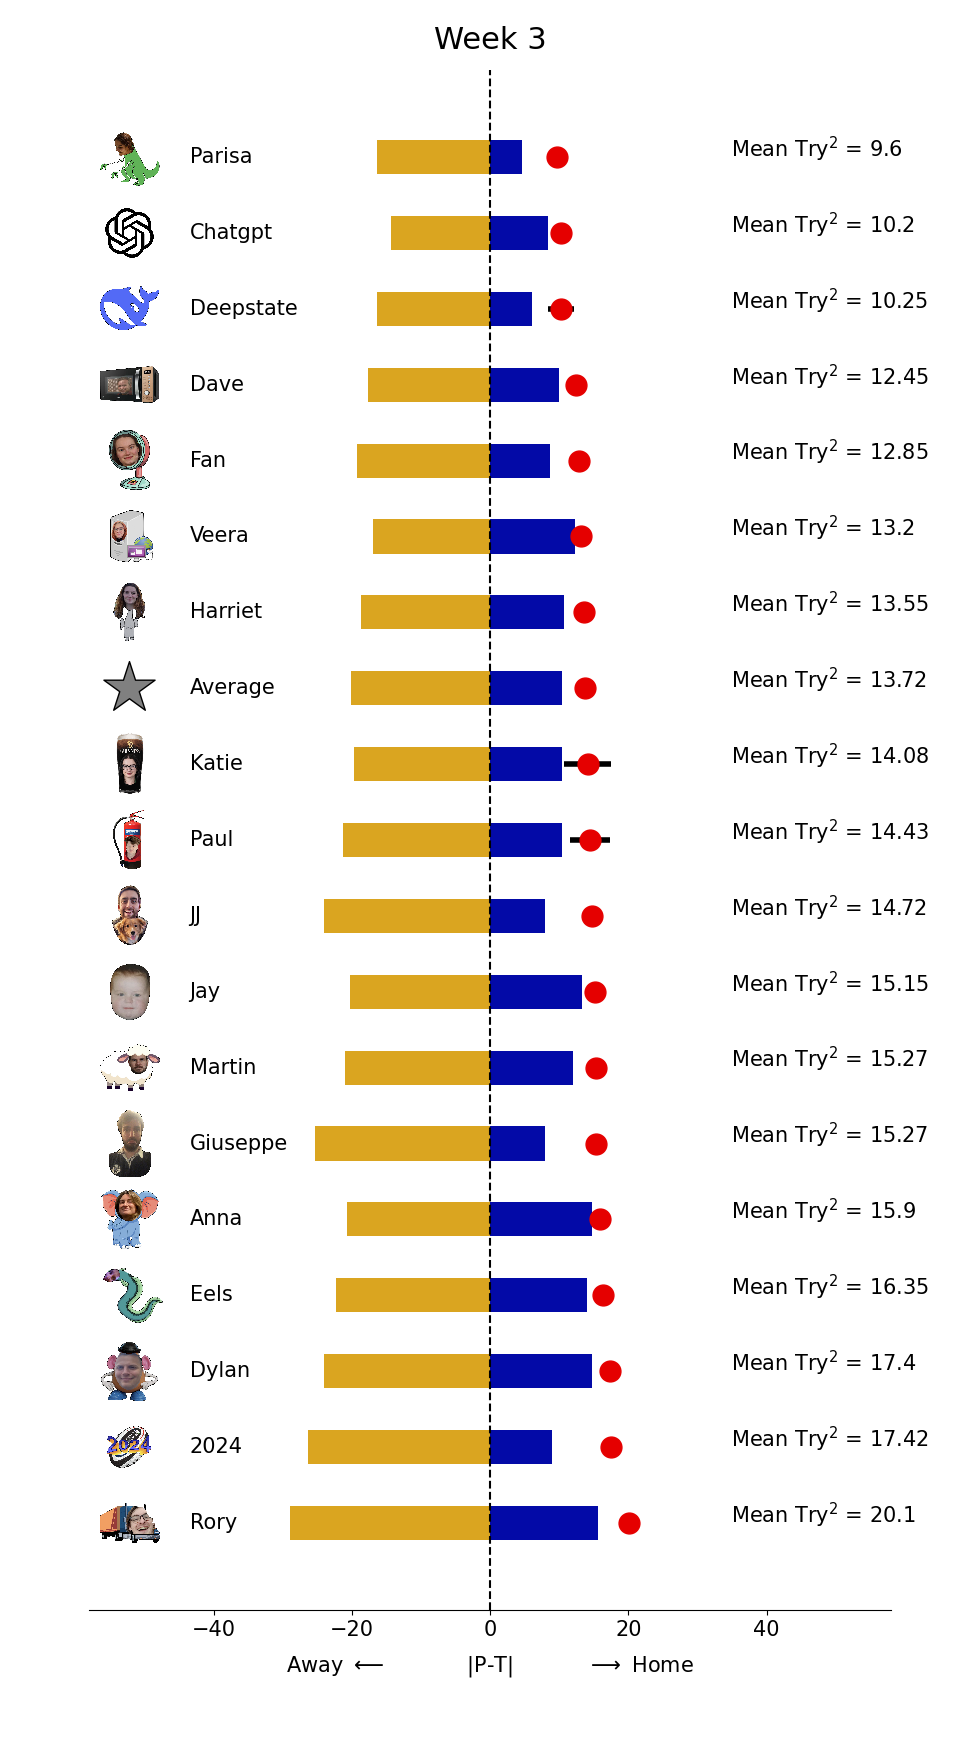 Week 3
Parisa Mean Try² = 9.6
Chatgpt Mean Try² = 10.2
Deepstate Mean Try² = 10.25
Dave Mean Try² = 12.45
Fan Mean Try² = 12.85
Veera Mean Try² = 13.2
Harriet Mean Try² = 13.55
Average Mean Try² = 13.72
Katie Mean Try² = 14.08
Paul Mean Try² = 14.43
JJ Mean Try² = 14.72
Jay Mean Try² = 15.15
Martin Mean Try² = 15.27
Giuseppe Mean Try² = 15.27
Anna Mean Try² = 15.9
Eels Mean Try² = 16.35
Dylan Mean Try² = 17.4
2024 2024 Mean Try² = 17.42
Rory Mean Try² = 20.1
−40 −20 0 20 40
Away ⟵ |P-T| ⟶ Home